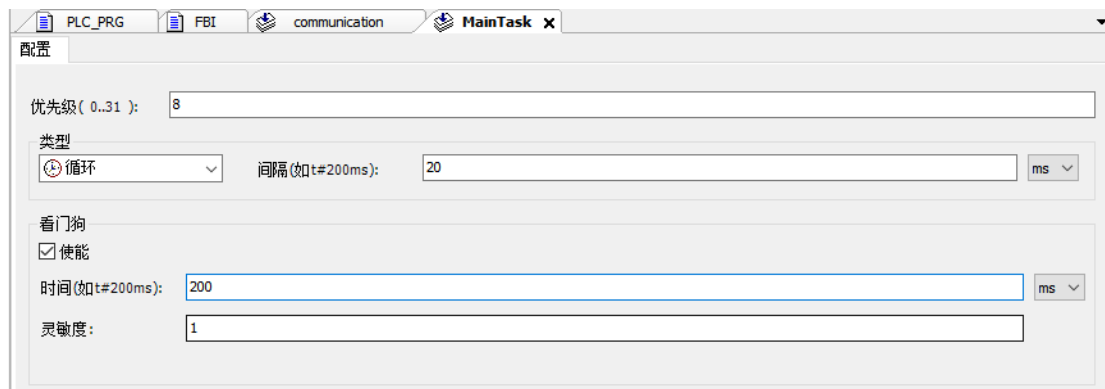 PLC_PRG FBI communication MainTask x
配置
优先级( 0..31 ): 8
类型
循环 间隔(如t#200ms): 20 ms
看门狗
使能
时间(如t#200ms): 200 ms
灵敏度: 1